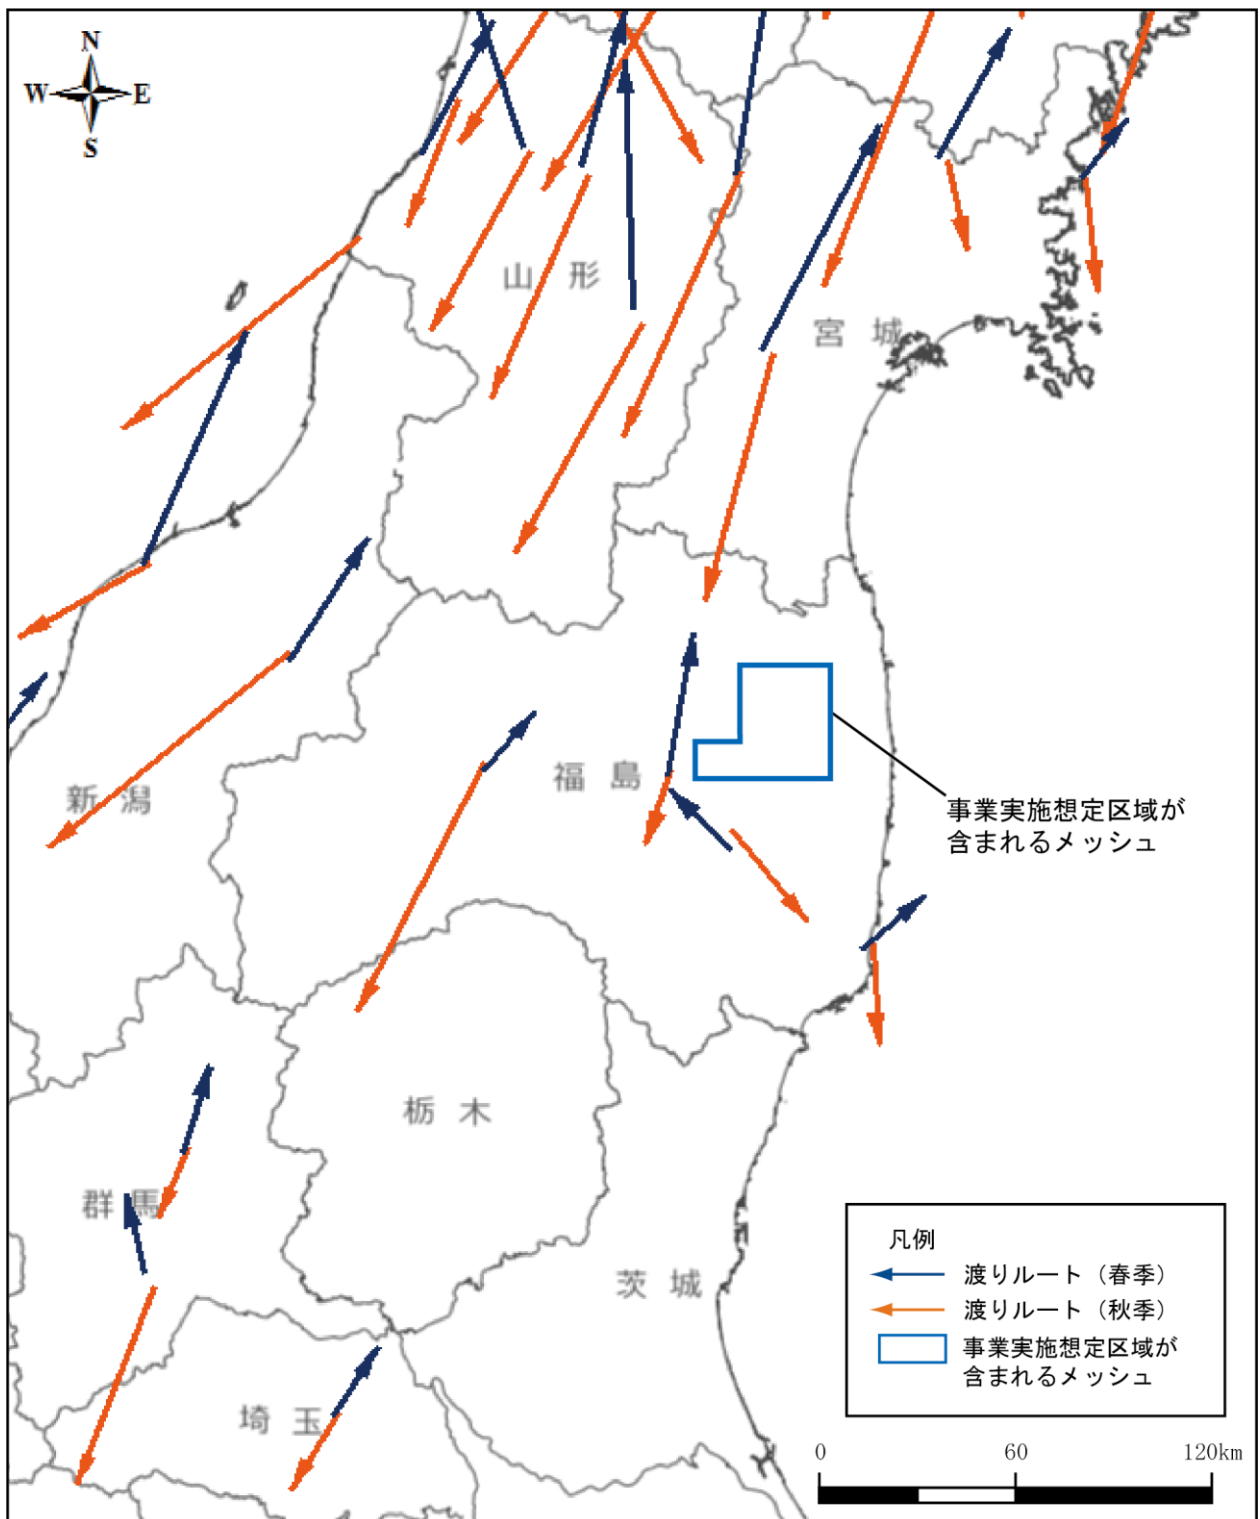 N
W E
S
山 形
宮 城
新 潟
福 島
事業実施想定区域が
含まれるメッシュ
栃 木
群 馬
茨 城
埼 玉
凡例
渡りルート（春季）
渡りルート（秋季）
事業実施想定区域が
含まれるメッシュ
0 60 120km